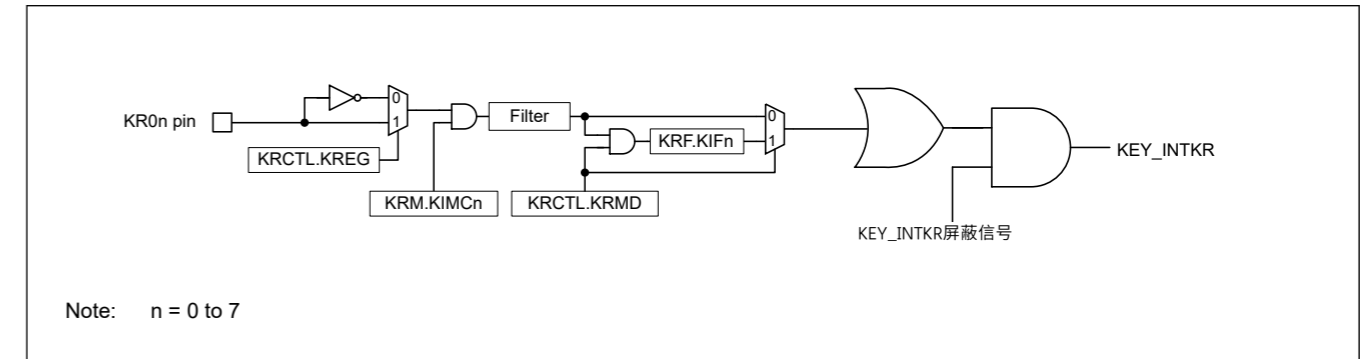 KR0n pin
0
1
Filter
0
1
KRF.KIFn
KRCTL.KREG
KRM.KIMCn
KRCTL.KRMD
KEY_INTKR
KEY_INTKR屏蔽信号
Note: n = 0 to 7